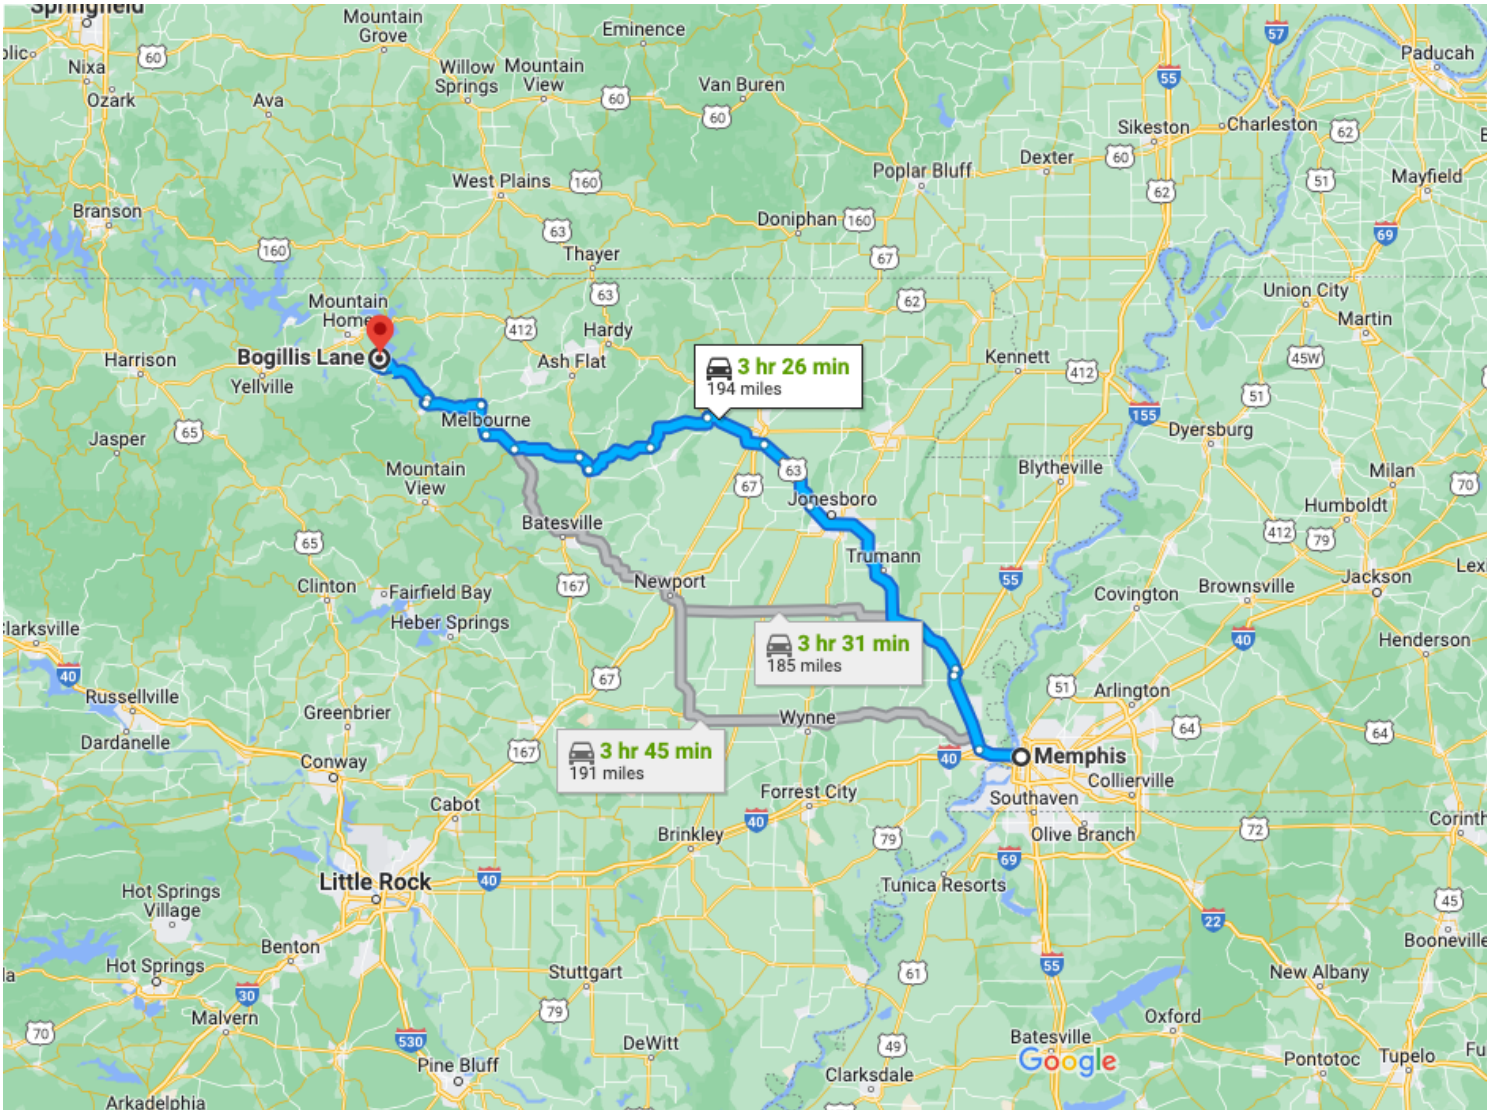 Springfield
Mountain
Grove
Eminence
57
Paducah
plic
60
Nixa
Willow
Springs
Mountain
View
55
Ozark
Ava
60
Van Buren
60
Sikeston
Charleston
62
Dexter
60
Poplar Bluff
West Plains
160
62
51
Mayfield
Branson
Doniphan
160
63
69
160
Thayer
67
63
62
Union City
Mountain
Home
412
Hardy
Martin
Harrison
Bogillis Lane
Ash Flat
Kennett
45W
Yellville
3 hr 26 min
194 miles
412
51
155
Melbourne
Dyersburg
65
Jasper
Mountain
View
63
Blytheville
Milan
67
70
Jonesboro
Humboldt
Batesville
412
79
65
Trumann
Lex
Clinton
Fairfield Bay
167
Newport
55
Brownsville
Jackson
Covington
Heber Springs
Clarksville
40
Henderson
3 hr 31 min
185 miles
40
67
51
Arlington
Russellville
Greenbrier
Wynne
64
64
Dardanelle
167
3 hr 45 min
191 miles
40
Memphis
Conway
Collierville
Cabot
Forrest City
Southaven
40
Brinkley
79
Olive Branch
72
Corinth
69
Little Rock
40
Tunica Resorts
Hot Springs
Village
45
22
Benton
Booneville
Hot Springs
Stuttgart
61
55
New Albany
30
79
Malvern
Oxford
70
530
DeWitt
49
Batesville
Google
Pontotoc
Tupelo
Fu
Pine Bluff
Clarksdale
Arkadelphia